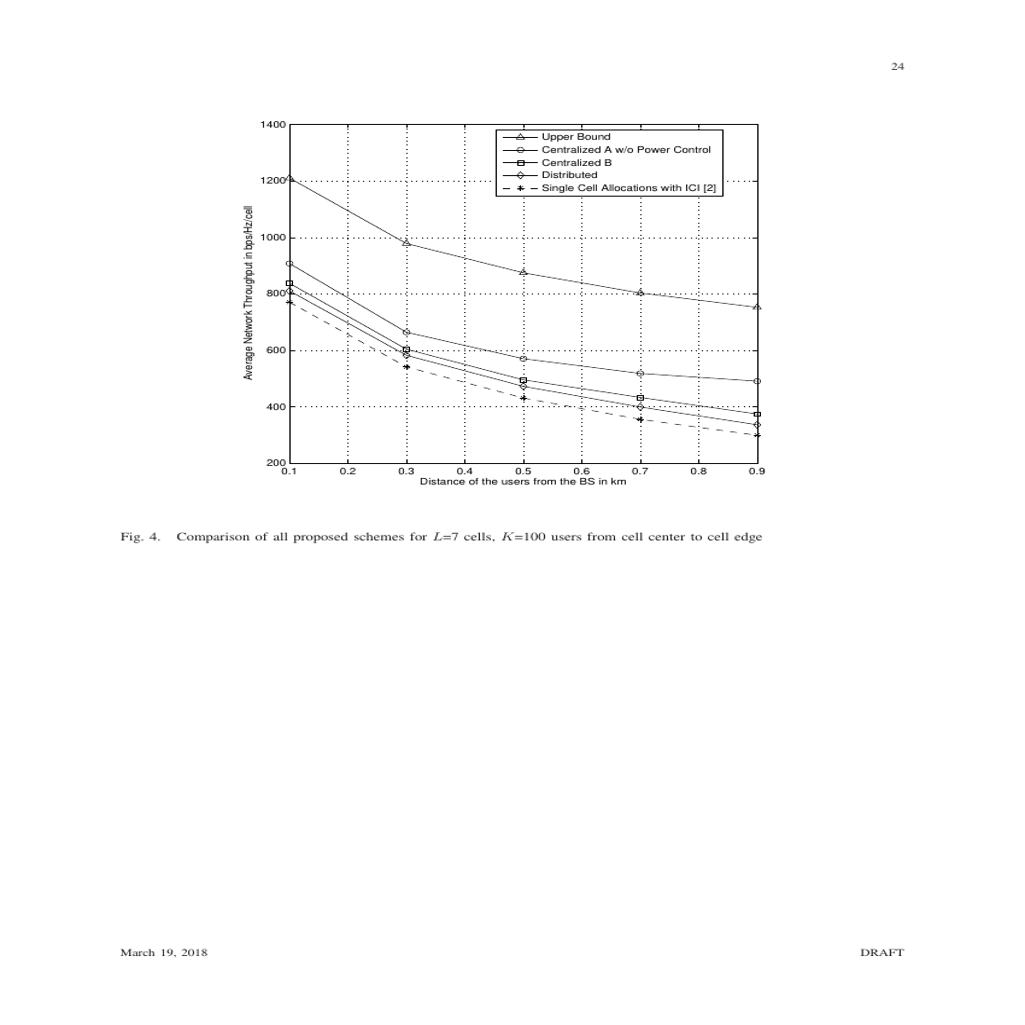 24
1400
1200
1000
800
600
400
200
0.1 0.2 0.3 0.4 0.5 0.6 0.7 0.8 0.9
Average Network Throughput in bps/Hz/cell
Distance of the users from the BS in km
Upper Bound
Centralized A w/o Power Control
Centralized B
Distributed
Single Cell Allocations with ICI [2]
Fig. 4. Comparison of all proposed schemes for L=7 cells, K=100 users from cell center to cell edge
March 19, 2018 DRAFT